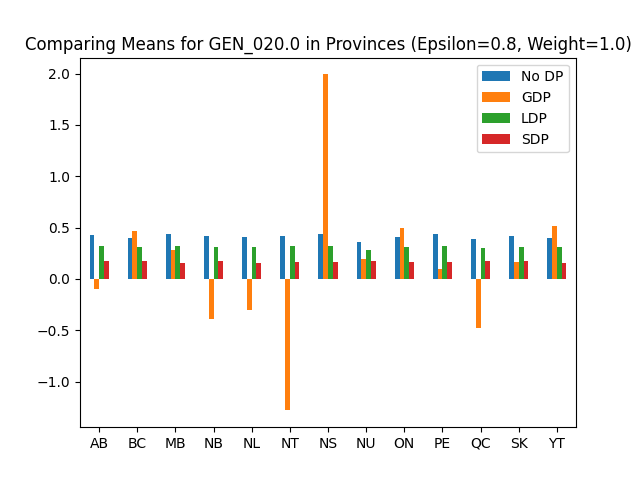 Comparing Means for GEN_020.0 in Provinces (Epsilon=0.8, Weight=1.0)
2.0
1.5
1.0
0.5
0.0
−0.5
−1.0
No DP
GDP
LDP
SDP
AB BC MB NB NL NT NS NU ON PE QC SK YT